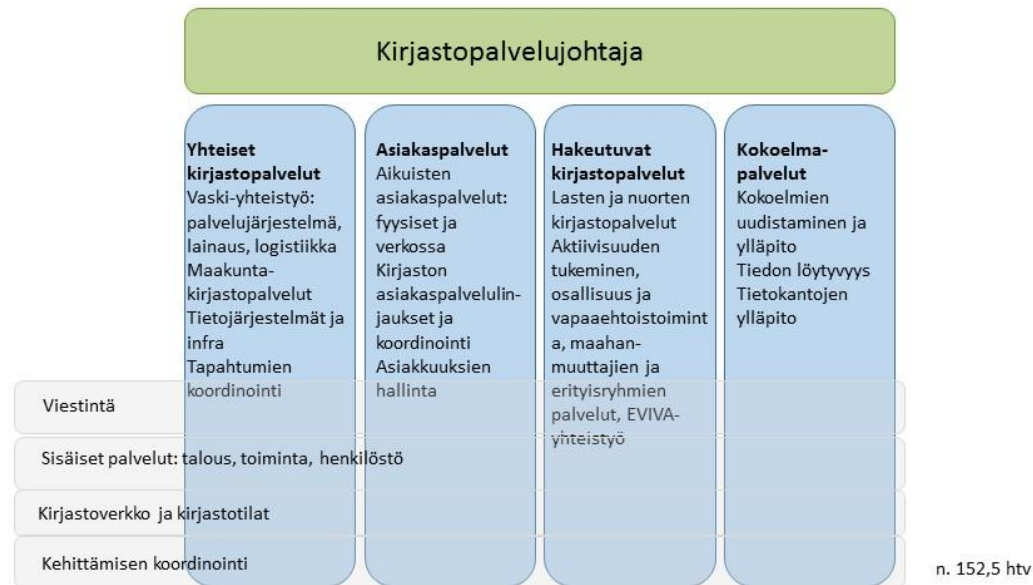 Kirjastopalvelujohtaja
Yhteiset
kirjastopalvelut
Vaski-yhteistyö:
palvelujärjestelmä,
lainaus, logistiikka
Maakunta-
kirjastopalvelut
Tietojärjestelmät ja
infra
Tapahtumien
koordinointi
Asiakaspalvelut
Aikuisten
asiakaspalvelut:
fyysiset ja
verkossa
Kirjaston
asiakaspalvelulin-
jaukset ja
koordinointi
Asiakkuuksien
hallinta
Hakeutuvat
kirjastopalvelut
Lasten ja nuorten
kirjastopalvelut
Aktiivisuuden
tukeminen,
osallisuus ja
vapaaehtoistoimint
a, maahan-
muuttajien ja
erityisryhmien
palvelut, EVIVA-
yhteistyö
Kokoelma-
palvelut
Kokoelmien
uudistaminen ja
ylläpito
Tiedon löytyvyys
Tietokantojen
ylläpito
Viestintä
Sisäiset palvelut: talous, toiminta, henkilöstö
Kirjastoverkko ja kirjastotilat
Kehittämisen koordinointi
n. 152,5 htv